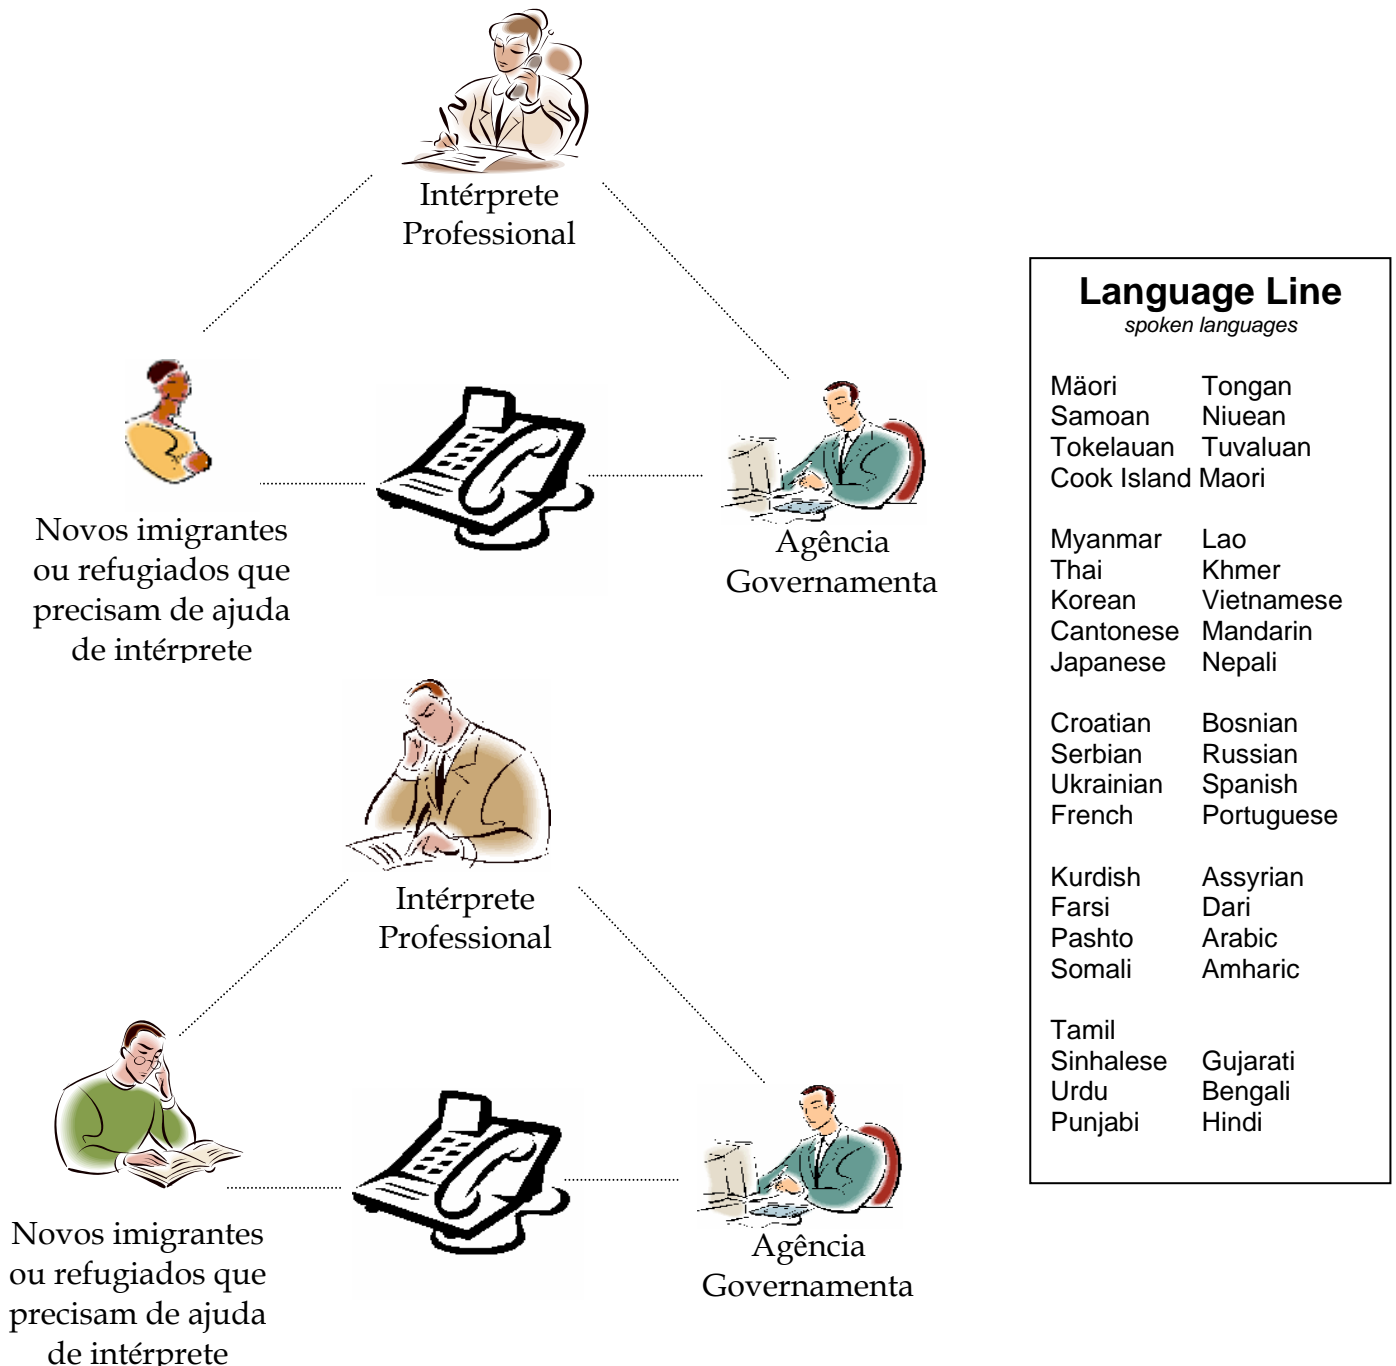 Intérprete
Professional
Novos imigrantes
ou refugiados que
precisam de ajuda
de intérprete
Agência
Governamenta
Intérprete
Professional
Novos imigrantes
ou refugiados que
precisam de ajuda
de intérprete
Agência
Governamenta
Language Line
spoken languages
Mäori Tongan
Samoan Niuean
Tokelauan Tuvaluan
Cook Island Maori
Myanmar Lao
Thai Khmer
Korean Vietnamese
Cantonese Mandarin
Japanese Nepali
Croatian Bosnian
Serbian Russian
Ukrainian Spanish
French Portuguese
Kurdish Assyrian
Farsi Dari
Pashto Arabic
Somali Amharic
Tamil
Sinhalese Gujarati
Urdu Bengali
Punjabi Hindi